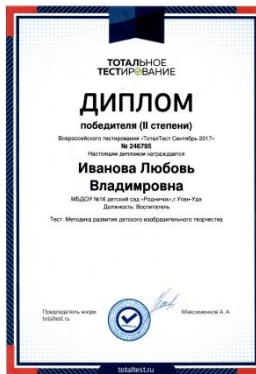 ТОТАЛЬНОЕ
ТЕСТИРОВАНИЕ
ДИПЛОМ
победителя (II степени)
Всероссийского тестирования «ТоталТест Сентябрь 2017»
№ 246795
Настоящим дипломом награждается
Иванова Любовь
Владимровна
МБДОУ №16 детский сад «Родничок»,г.Улан-Удэ
Должность: Воспитатель
Тест: Методика развития детского изобразительного творчества
Председатель жюри
totaltest.ru
Максименков А. А
totaltest.ru